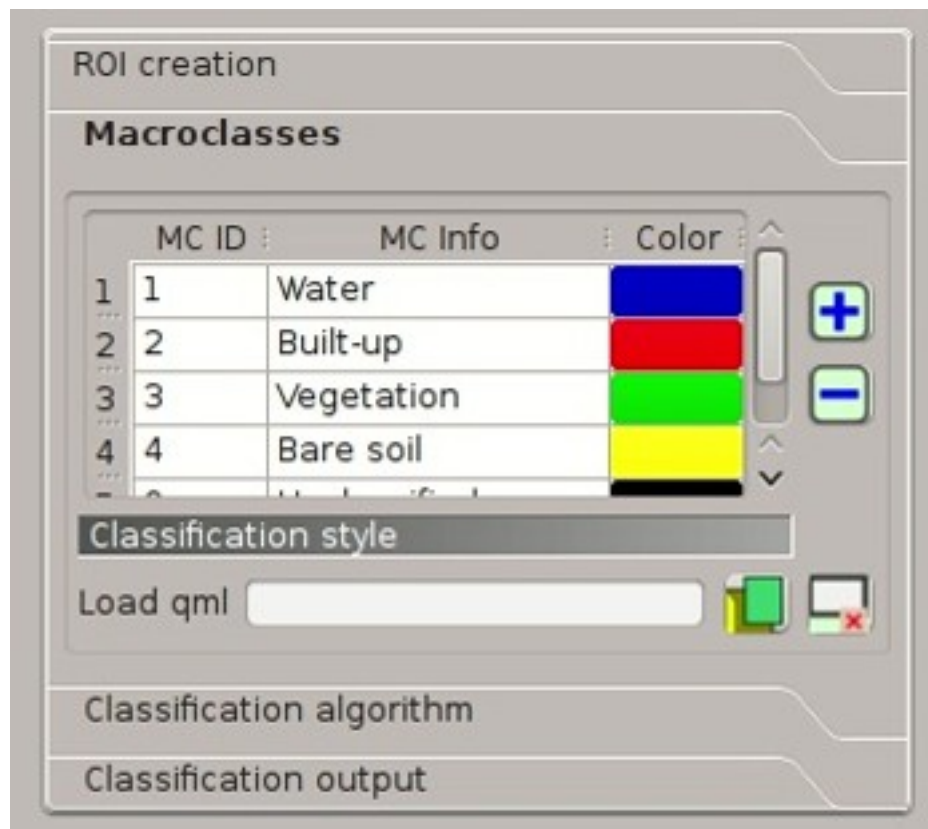 ROI creation
Macroclasses
MC ID MC Info Color
1 1 Water
2 2 Built-up
3 3 Vegetation
4 4 Bare soil
Classification style
Load qml
Classification algorithm
Classification output